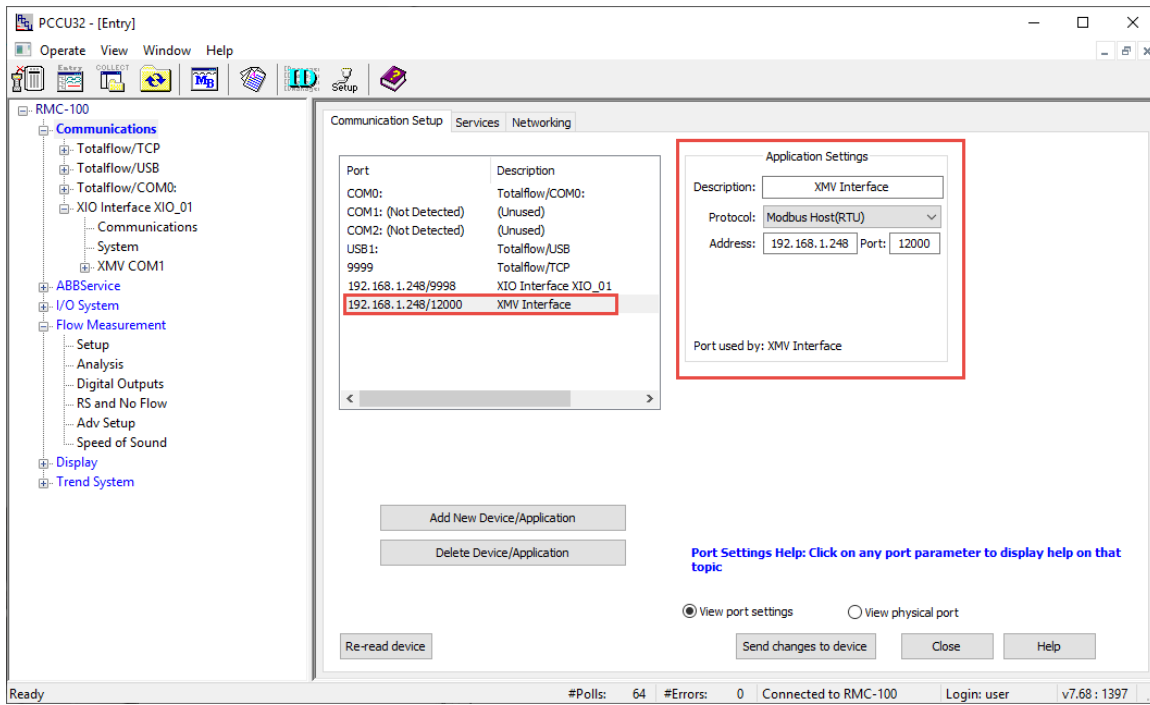 PCCU32 - [Entry]
Operate View Window Help
Entry
COLLECT
MB
ID
Manager
Setup
RMC-100
Communications
Totalflow/TCP
Totalflow/USB
Totalflow/COM0:
XIO Interface XIO_01
Communications
System
XMV COM1
ABBService
I/O System
Flow Measurement
Setup
Analysis
Digital Outputs
RS and No Flow
Adv Setup
Speed of Sound
Display
Trend System
Communication Setup Services Networking
Port Description
COM0: Totalflow/COM0:
COM1: (Not Detected) (Unused)
COM2: (Not Detected) (Unused)
USB1: Totalflow/USB
9999 Totalflow/TCP
192.168.1.248/9998 XIO Interface XIO_01
192.168.1.248/12000 XMV Interface
Add New Device/Application
Delete Device/Application
Re-read device
Application Settings
Description: XMV Interface
Protocol: Modbus Host(RTU)
Address: 192.168.1.248 Port: 12000
Port used by: XMV Interface
Port Settings Help: Click on any port parameter to display help on that
topic
View port settings View physical port
Send changes to device Close Help
Ready #Polls: 64 #Errors: 0 Connected to RMC-100 Login: user v7.68 : 1397